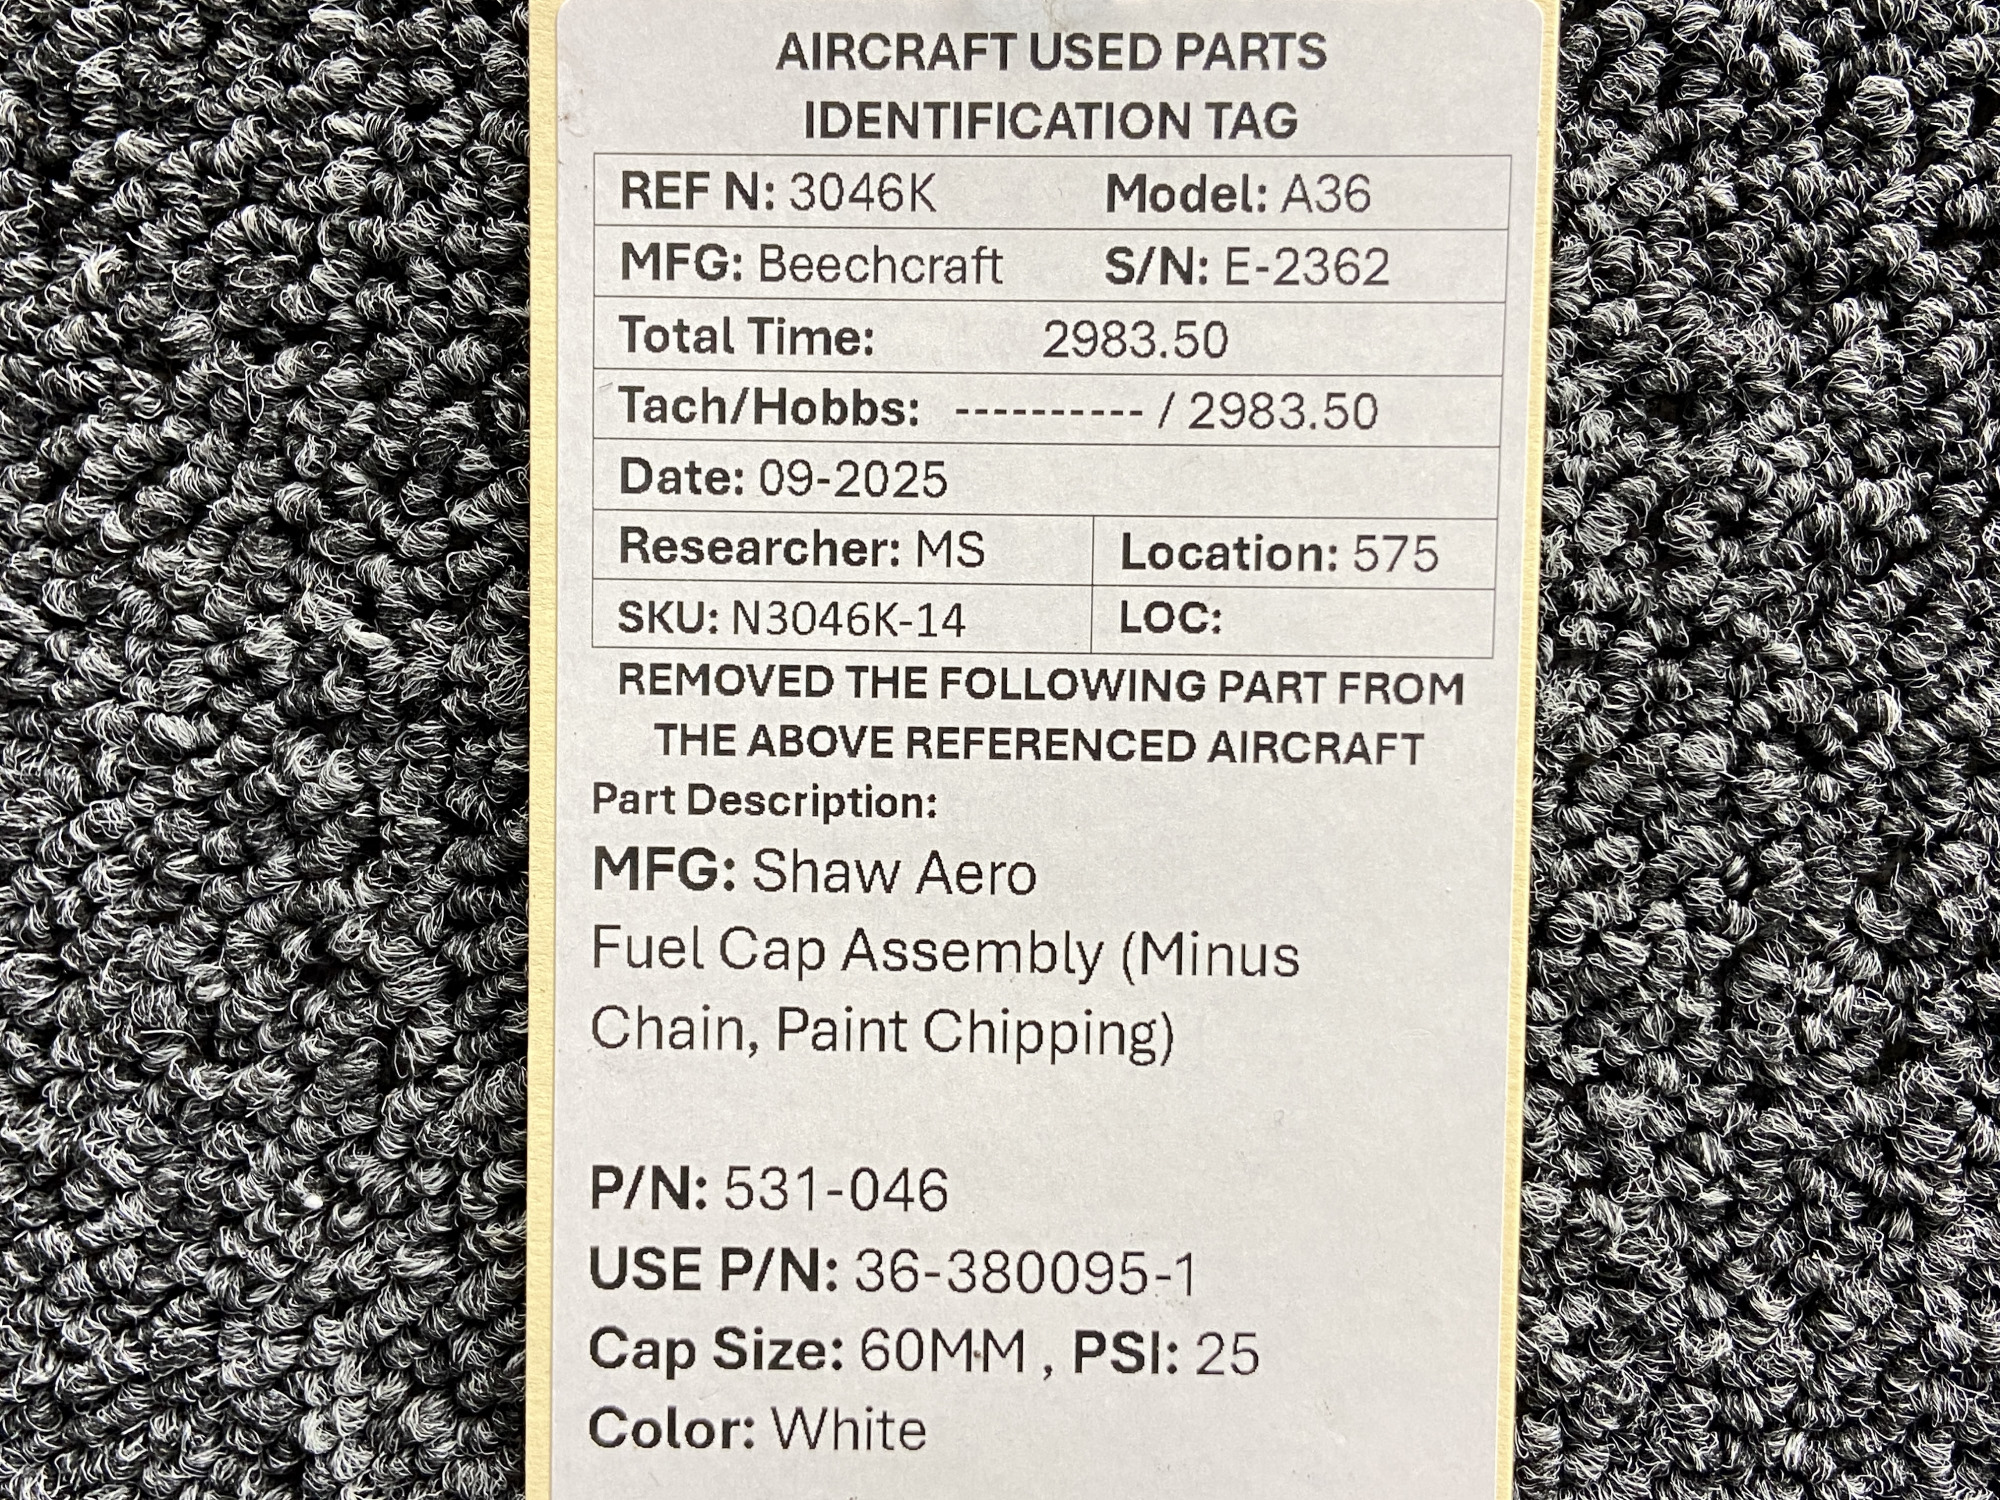 AIRCRAFT USED PARTS
IDENTIFICATION TAG
REF N: 3046K Model: A36
MFG: Beechcraft S/N: E-2362
Total Time: 2983.50
Tach/Hobbs: ---------- / 2983.50
Date: 09-2025
Researcher: MS Location: 575
SKU: N3046K-14 LOC:
REMOVED THE FOLLOWING PART FROM
THE ABOVE REFERENCED AIRCRAFT
Part Description:
MFG: Shaw Aero
Fuel Cap Assembly (Minus
Chain, Paint Chipping)
P/N: 531-046
USE P/N: 36-380095-1
Cap Size: 60MM , PSI: 25
Color: White